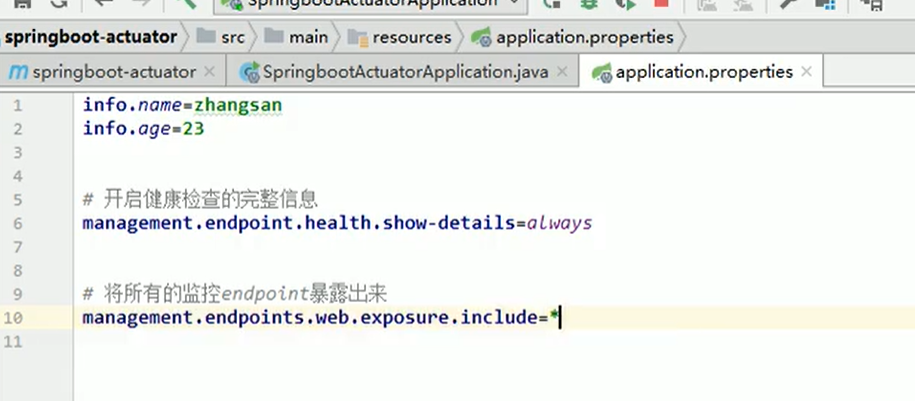 SpringbootActuatorApplication
springboot-actuator src main resources application.properties
springboot-actuator SpringbootActuatorApplication.java application.properties
1 info.name=zhangsan
2 info.age=23
3
4
5 # 开启健康检查的完整信息
6 management.endpoint.health.show-details=always
7
8
9 # 将所有的监控endpoint暴露出来
10 management.endpoints.web.exposure.include=*
11